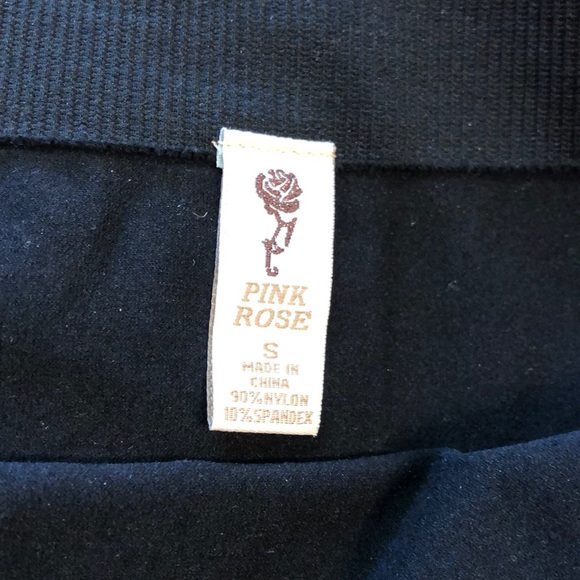 PINK
ROSE
S
MADE IN
CHINA
90%NYLON
10%SPANDEX